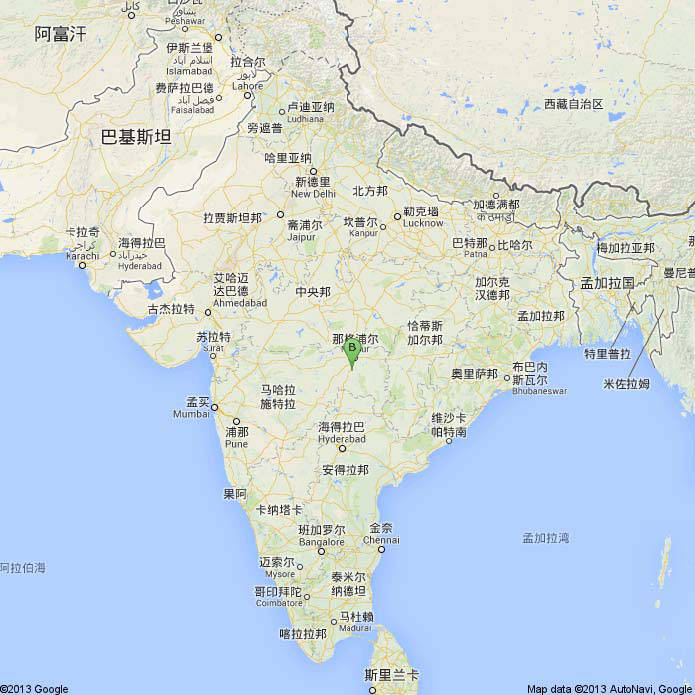 كابل
阿富汗
Peshawar
پشاور
伊斯兰堡
Islamabad
اسلام آباد
拉合尔
لاہور
Lahore
费萨拉巴德
فیصل آباد
Faisalabad
卢迪亚纳
Ludhiana
旁遮普
西藏自治区
巴基斯坦
哈里亚纳
新德里
New Delhi
北方邦
加德满都
काठमाडौं
拉贾斯坦邦
斋浦尔
Jaipur
坎普尔
Kanpur
勒克瑙
Lucknow
卡拉奇
كراچى
Karachi
海得拉巴
حیدرآباد
Hyderabad
巴特那
Patna
比哈尔
梅加拉亚邦
曼尼普
艾哈迈
达巴德
Ahmedabad
中央邦
加尔克
汉德邦
孟加拉国
古杰拉特
孟加拉邦
苏拉特
Surat
那格浦尔
B
恰蒂斯
加尔邦
特里普拉
奥里萨邦
布巴内
斯瓦尔
Bhubaneswar
米佐拉姆
马哈拉
施特拉
孟买
Mumbai
浦那
Pune
海得拉巴
Hyderabad
维沙卡
帕特南
安得拉邦
果阿
卡纳塔卡
班加罗尔
Bangalore
金奈
Chennai
孟加拉湾
阿拉伯海
迈索尔
Mysore
泰米尔
纳德坦
哥印拜陀
Coimbatore
马杜赖
Madurai
喀拉拉邦
斯里兰卡
©2013 Google
Map data ©2013 AutoNavi, Google